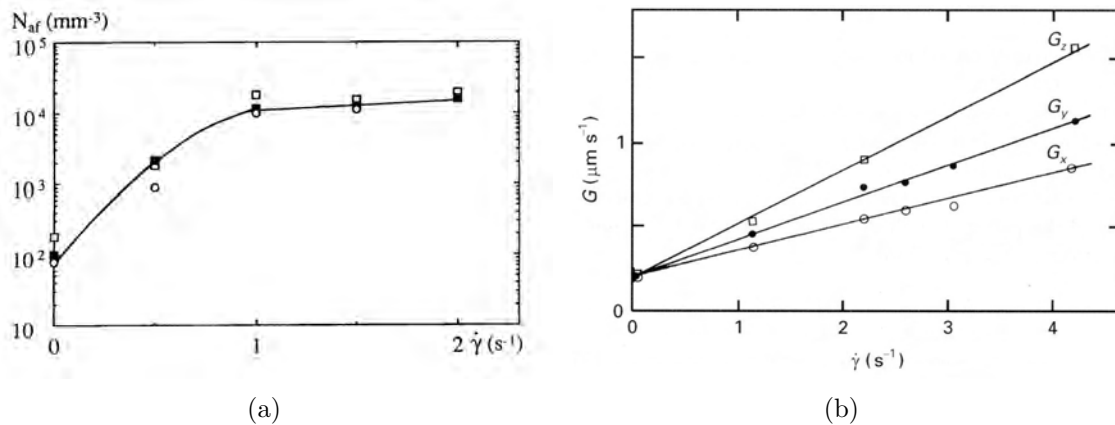 N_af (mm⁻³)
10⁵
10⁴
10³
10²
10
0
1
2 γ̇ (s⁻¹)
(a)
G (μm s⁻¹)
1
0
G_z
G_y
G_x
0
1
2
3
4
γ̇ (s⁻¹)
(b)